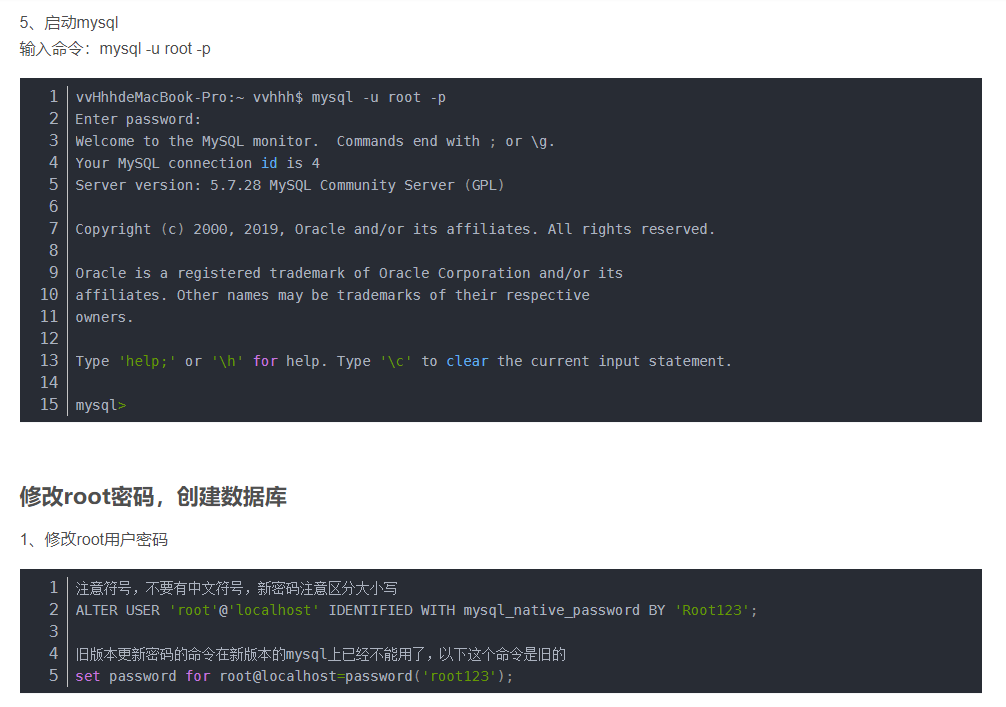 5、启动mysql
输入命令：mysql -u root -p
1 vvHhhdeMacBook-Pro:~ vvhhh$ mysql -u root -p
2 Enter password:
3 Welcome to the MySQL monitor.  Commands end with ; or \g.
4 Your MySQL connection id is 4
5 Server version: 5.7.28 MySQL Community Server (GPL)
6
7 Copyright (c) 2000, 2019, Oracle and/or its affiliates. All rights reserved.
8
9 Oracle is a registered trademark of Oracle Corporation and/or its
10 affiliates. Other names may be trademarks of their respective
11 owners.
12
13 Type 'help;' or '\h' for help. Type '\c' to clear the current input statement.
14
15 mysql>
修改root密码，创建数据库
1、修改root用户密码
1 注意符号，不要有中文符号，新密码注意区分大小写
2 ALTER USER 'root'@'localhost' IDENTIFIED WITH mysql_native_password BY 'Root123';
3
4 旧版本更新密码的命令在新版本的mysql上已经不能用了，以下这个命令是旧的
5 set password for root@localhost=password('root123');